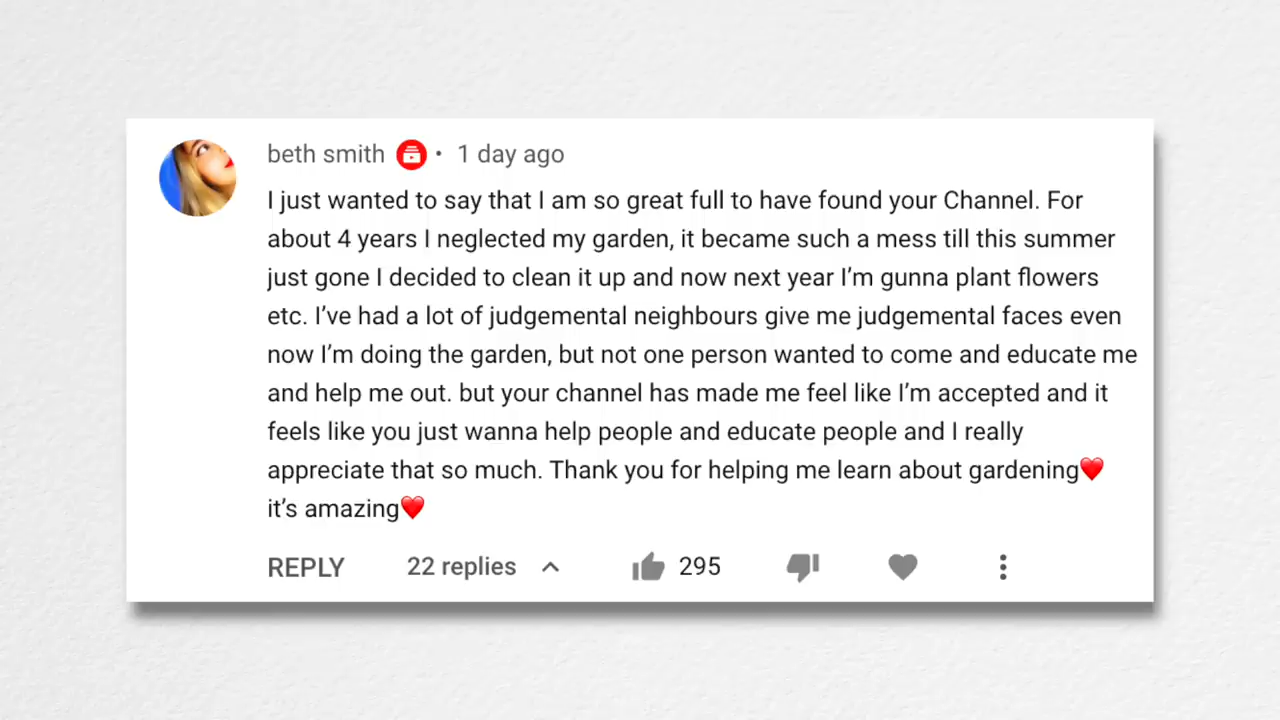 beth smith • 1 day ago
I just wanted to say that I am so great full to have found your Channel. For
about 4 years I neglected my garden, it became such a mess till this summer
just gone I decided to clean it up and now next year I’m gunna plant flowers
etc. I’ve had a lot of judgemental neighbours give me judgemental faces even
now I’m doing the garden, but not one person wanted to come and educate me
and help me out. but your channel has made me feel like I’m accepted and it
feels like you just wanna help people and educate people and I really
appreciate that so much. Thank you for helping me learn about gardening❤️
it’s amazing❤️
REPLY 22 replies 295